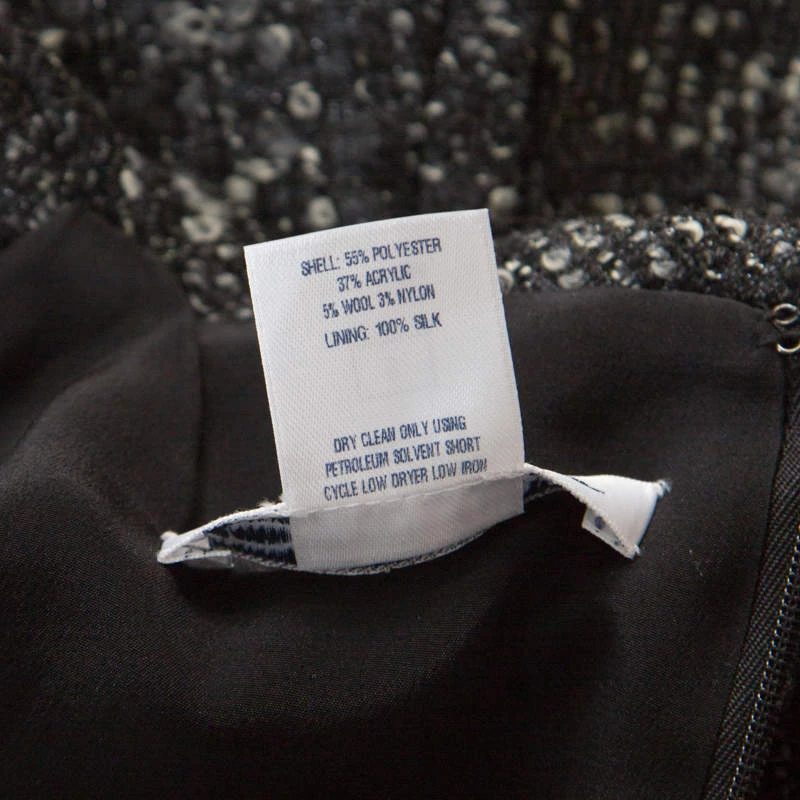 SHELL: 55% POLYESTER
37% ACRYLIC
5% WOOL 3% NYLON
LINING: 100% SILK
DRY CLEAN ONLY USING
PETROLEUM SOLVENT SHORT
CYCLE LOW DRYER LOW IRON